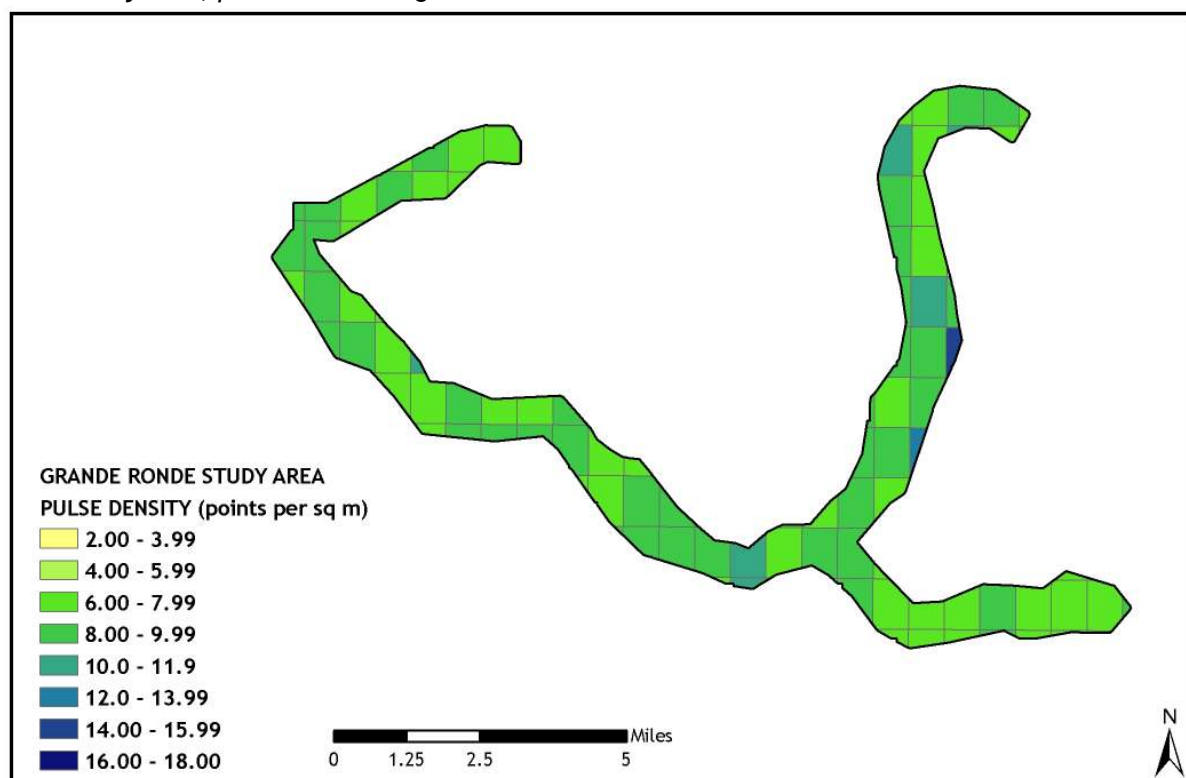 GRANDE RONDE STUDY AREA
PULSE DENSITY (points per sq m)
2.00 - 3.99
4.00 - 5.99
6.00 - 7.99
8.00 - 9.99
10.0 - 11.9
12.0 - 13.99
14.00 - 15.99
16.00 - 18.00
Miles
0 1.25 2.5 5
N